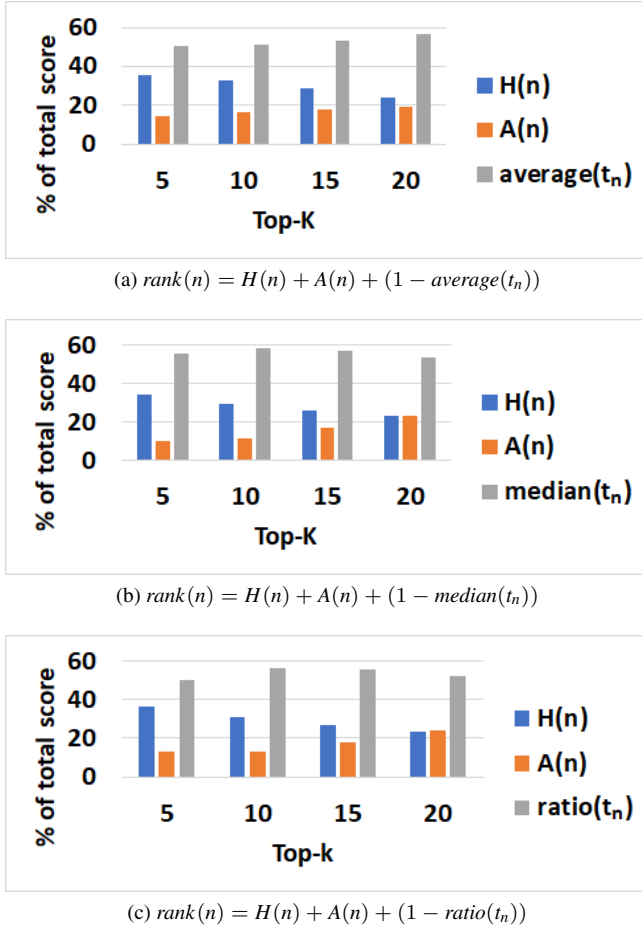 60
40
20
0
% of total score
5 10 15 20
Top-K
H(n)
A(n)
average(tₙ)
(a) rank(n) = H(n) + A(n) + (1 − average(tₙ))
60
40
20
0
% of total score
5 10 15 20
Top-K
H(n)
A(n)
median(tₙ)
(b) rank(n) = H(n) + A(n) + (1 − median(tₙ))
60
40
20
0
% of total score
5 10 15 20
Top-k
H(n)
A(n)
ratio(tₙ)
(c) rank(n) = H(n) + A(n) + (1 − ratio(tₙ))